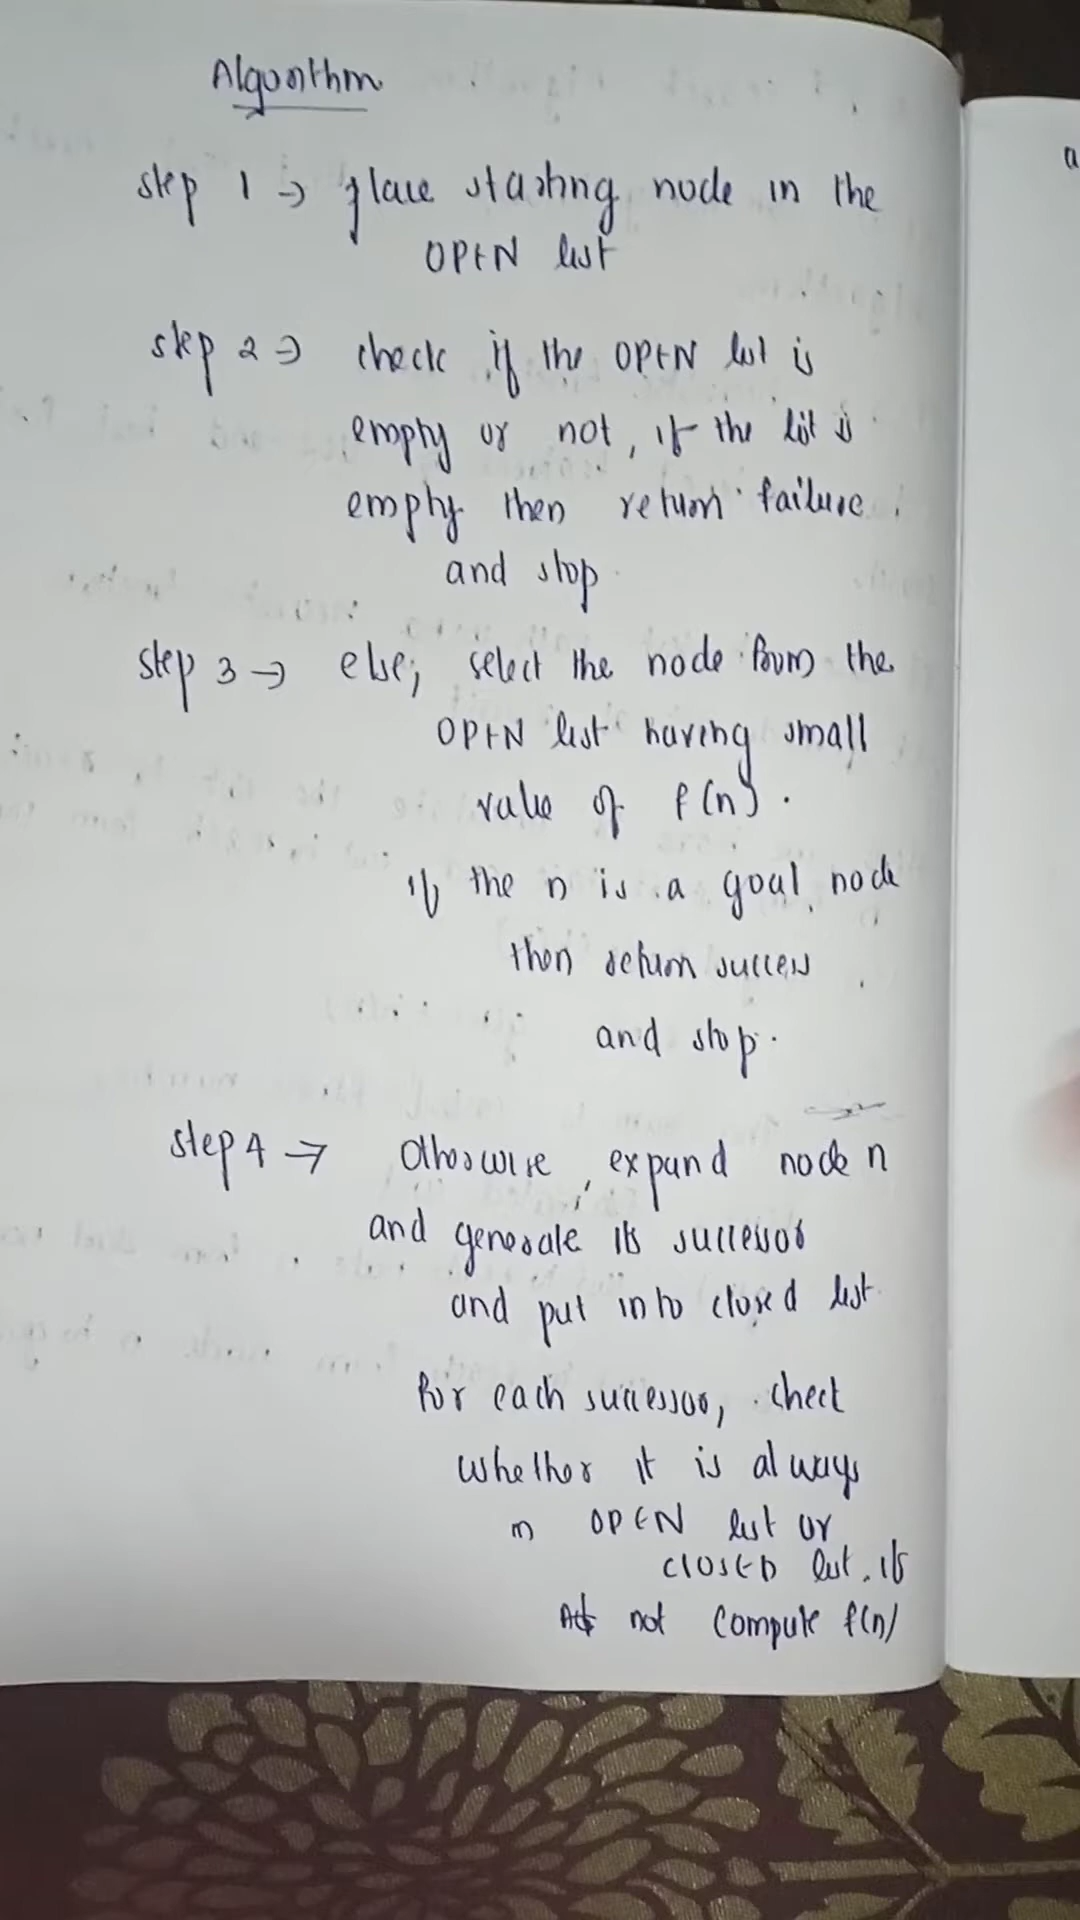 Algorithm
step 1 → place starting node in the
OPEN list
step 2 → check if the OPEN list is
empty or not, if the list is
empty then return failure
and stop
step 3 → else, select the node from the
OPEN list having small
value of f(n).
if the n is a goal node
then return success
and stop.
step 4 → Otherwise, expand node n
and generate its successor
and put into closed list
For each successor, check
whether it is always
in OPEN list or
CLOSED list. if
not compute f(n)
a